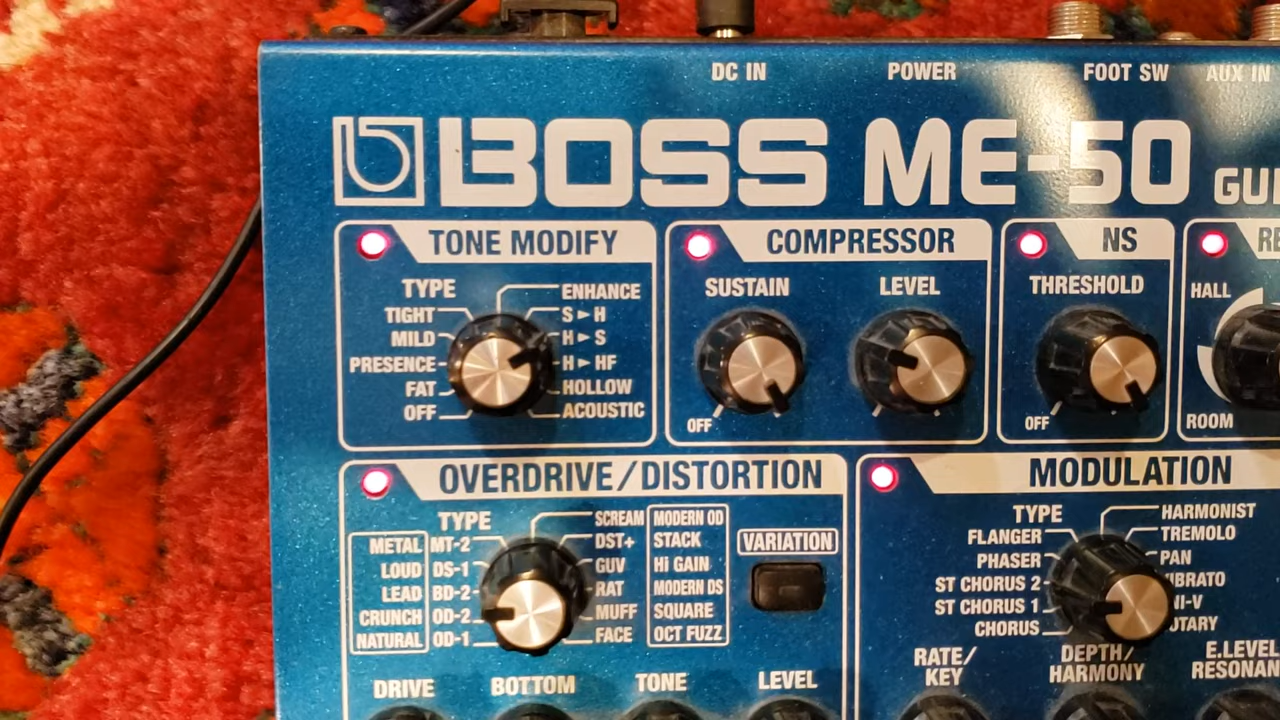 DC IN
POWER
FOOT SW
AUX IN
BOSS ME-50
TONE MODIFY
COMPRESSOR
NS
TYPE
TIGHT
MILD
PRESENCE
FAT
OFF
ENHANCE
S►H
H►S
H►HF
HOLLOW
ACOUSTIC
SUSTAIN
LEVEL
OFF
THRESHOLD
OFF
HALL
ROOM
OVERDRIVE/DISTORTION
TYPE
METAL MT-2
LOUD DS-1
LEAD BD-2
CRUNCH OD-2
NATURAL OD-1
SCREAM MODERN OD
DST+ STACK
GUV Hi GAIN
RAT MODERN DS
MUFF SQUARE
FACE OCT FUZZ
VARIATION
DRIVE
BOTTOM
TONE
LEVEL
MODULATION
TYPE
FLANGER
PHASER
ST CHORUS 2
ST CHORUS 1
CHORUS
HARMONIST
TREMOLO
PAN
RATE/
KEY
DEPTH/
HARMONY
E.LEVEL